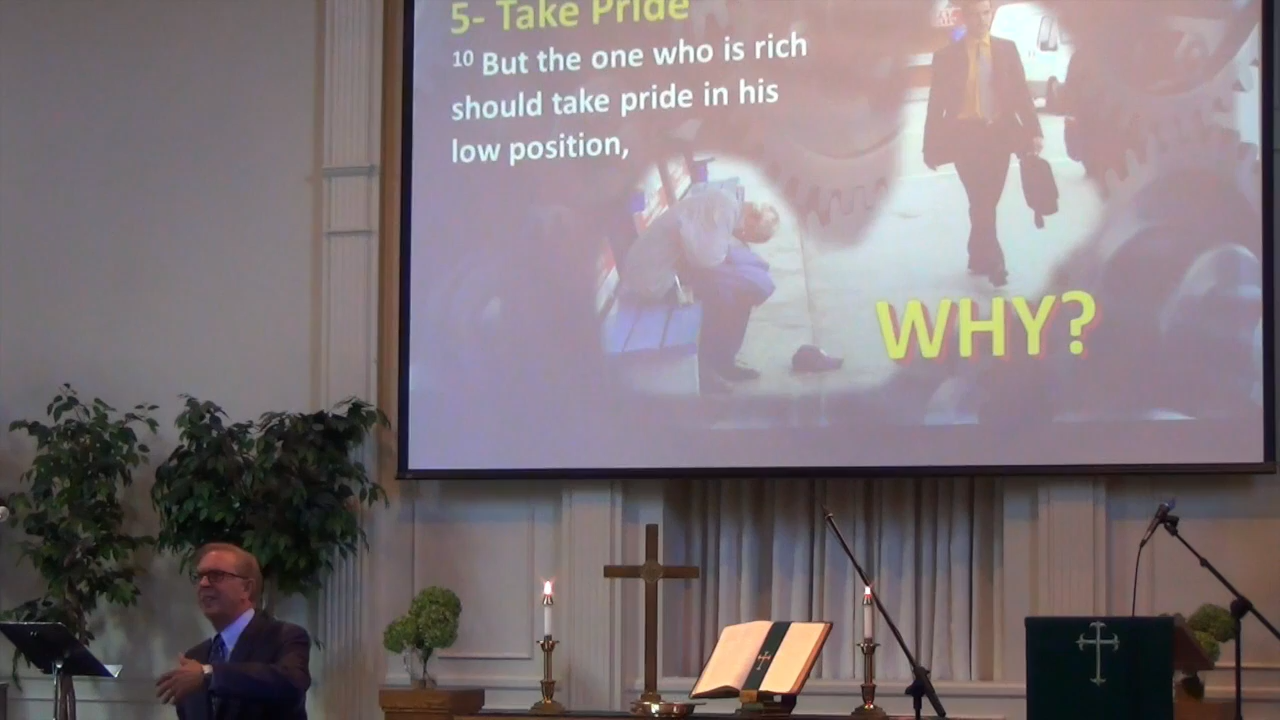 5- Take Pride
10 But the one who is rich
should take pride in his
low position,
WHY?